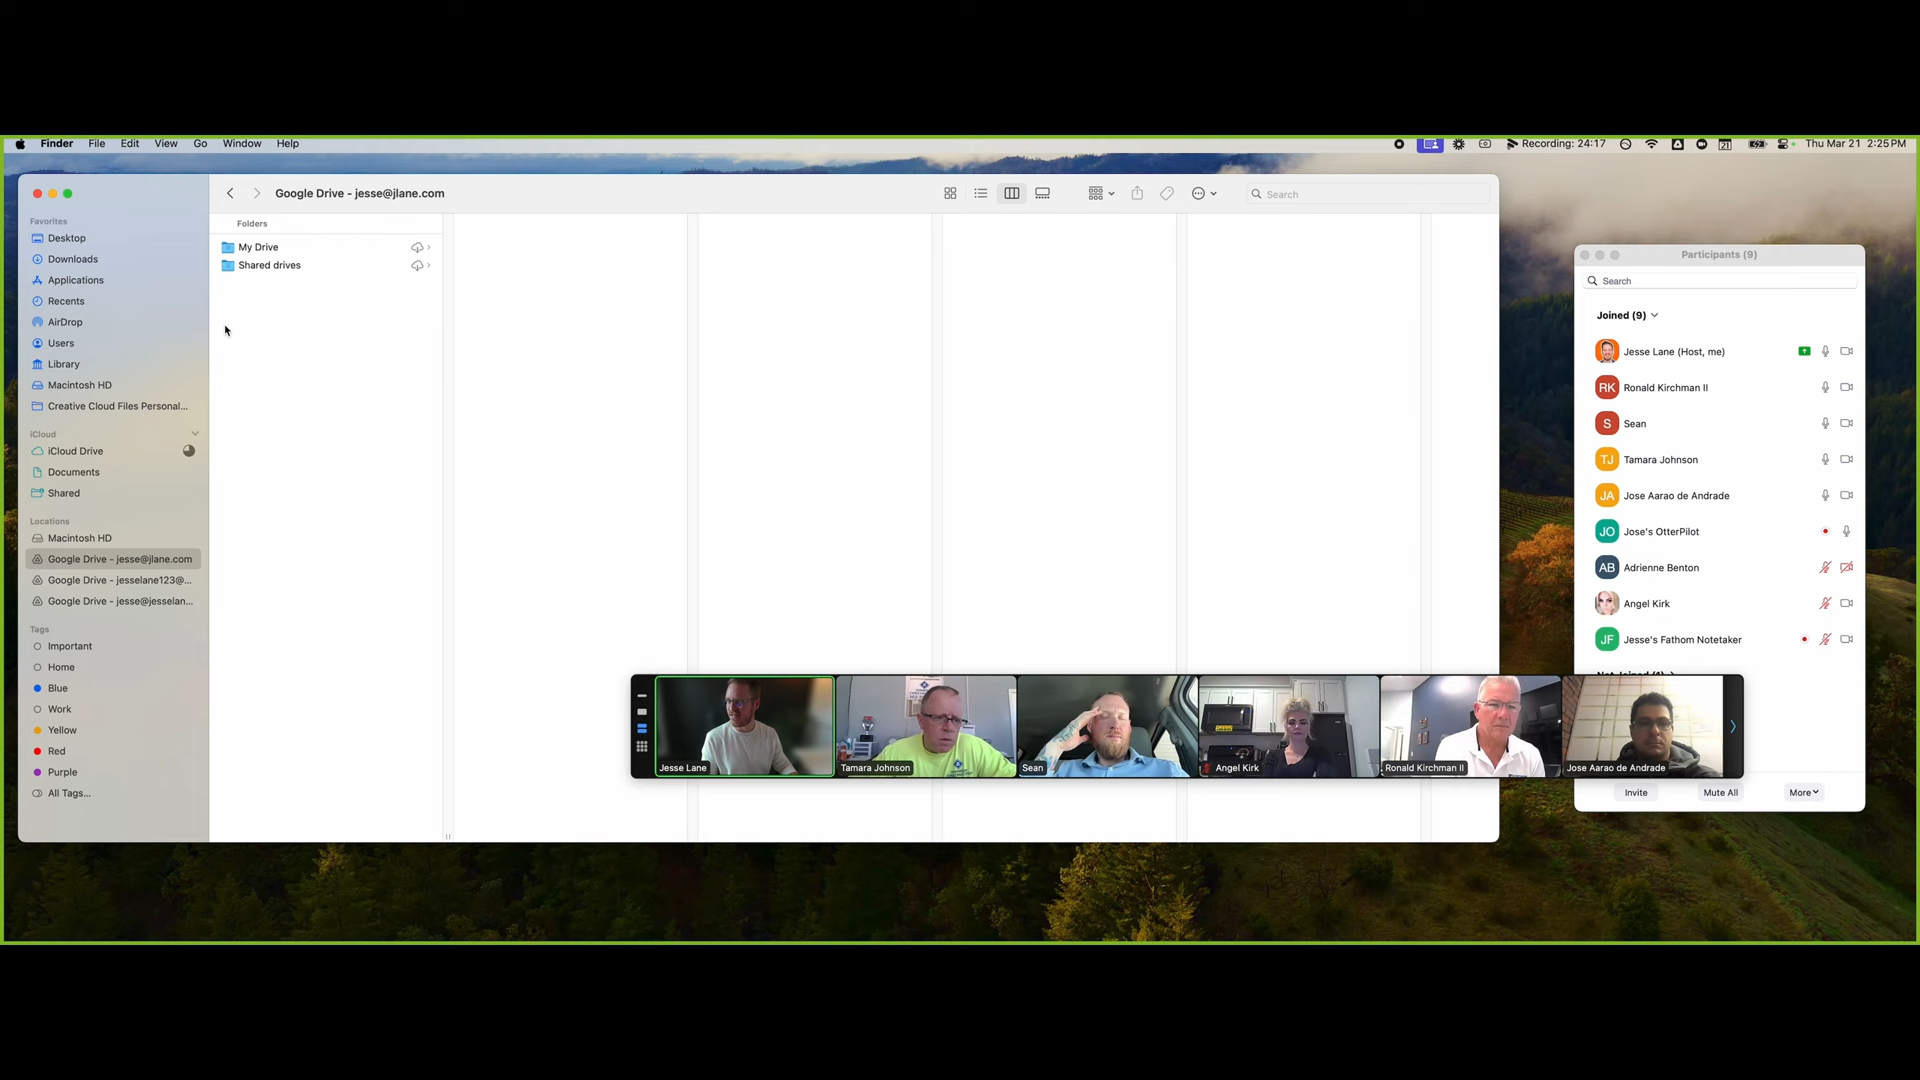 Finder File Edit View Go Window Help
Recording: 24:17
21
Thu Mar 21 2:25 PM
Google Drive - jesse@jlane.com
Search
Favorites
Desktop
Downloads
Applications
Recents
AirDrop
Users
Library
Macintosh HD
Creative Cloud Files Personal...
iCloud
iCloud Drive
Documents
Shared
Locations
Macintosh HD
Google Drive - jesse@jlane.com
Google Drive - jesselane123@...
Google Drive - jesse@jesselan...
Tags
Important
Home
Blue
Work
Yellow
Red
Purple
All Tags...
Folders
My Drive
Shared drives
Participants (9)
Search
Joined (9)
Jesse Lane (Host, me)
RK Ronald Kirchman II
S Sean
TJ Tamara Johnson
JA Jose Aarao de Andrade
JO Jose's OtterPilot
AB Adrienne Benton
Angel Kirk
JF Jesse's Fathom Notetaker
Jesse Lane
Tamara Johnson
Sean
Angel Kirk
Ronald Kirchman II
Jose Aarao de Andrade
Invite
Mute All
More